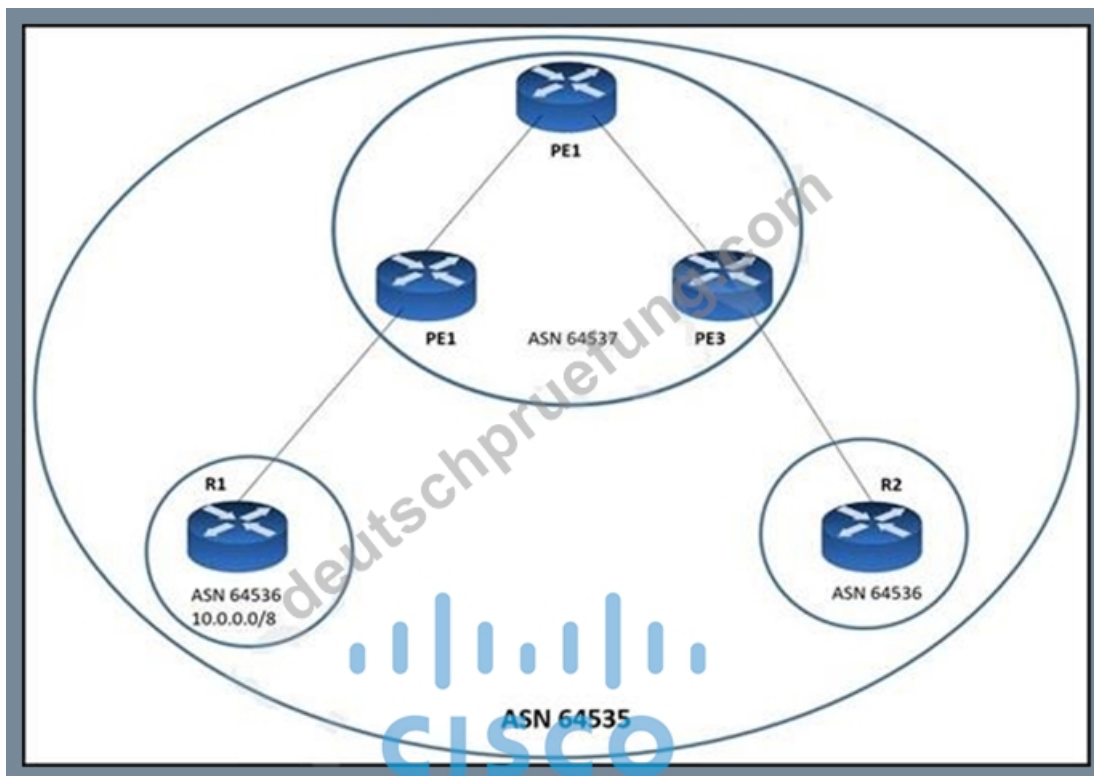 PE1
PE1
ASN 64537
PE3
R1
R2
ASN 64536
10.0.0.0/8
ASN 64536
ASN 64535
CISCO
deutschpruefung.com